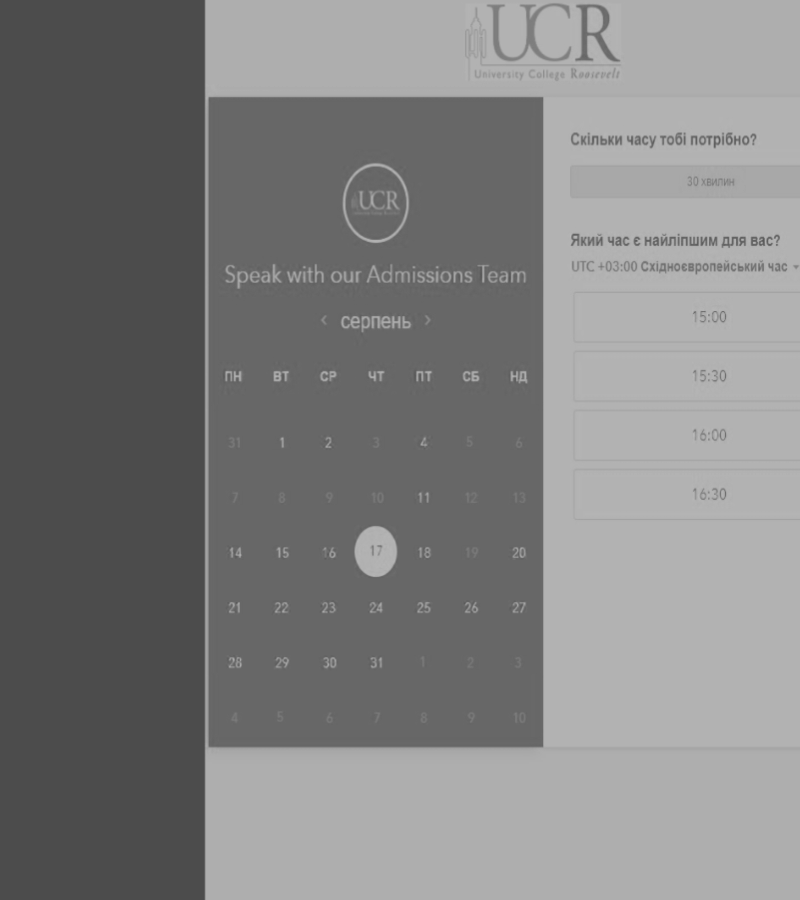 UCR
University College Roosevelt
UCR
Speak with our Admissions Team
‹ серпень ›
ПН ВТ СР ЧТ ПТ СБ НД
31 1 2 3 4 5 6
7 8 9 10 11 12 13
14 15 16 17 18 19 20
21 22 23 24 25 26 27
28 29 30 31 1 2 3
4 5 6 7 8 9 10
Скільки часу тобі потрібно?
30 хвилин
Який час є найліпшим для вас?
UTC +03:00 Східноєвропейський час
15:00
15:30
16:00
16:30